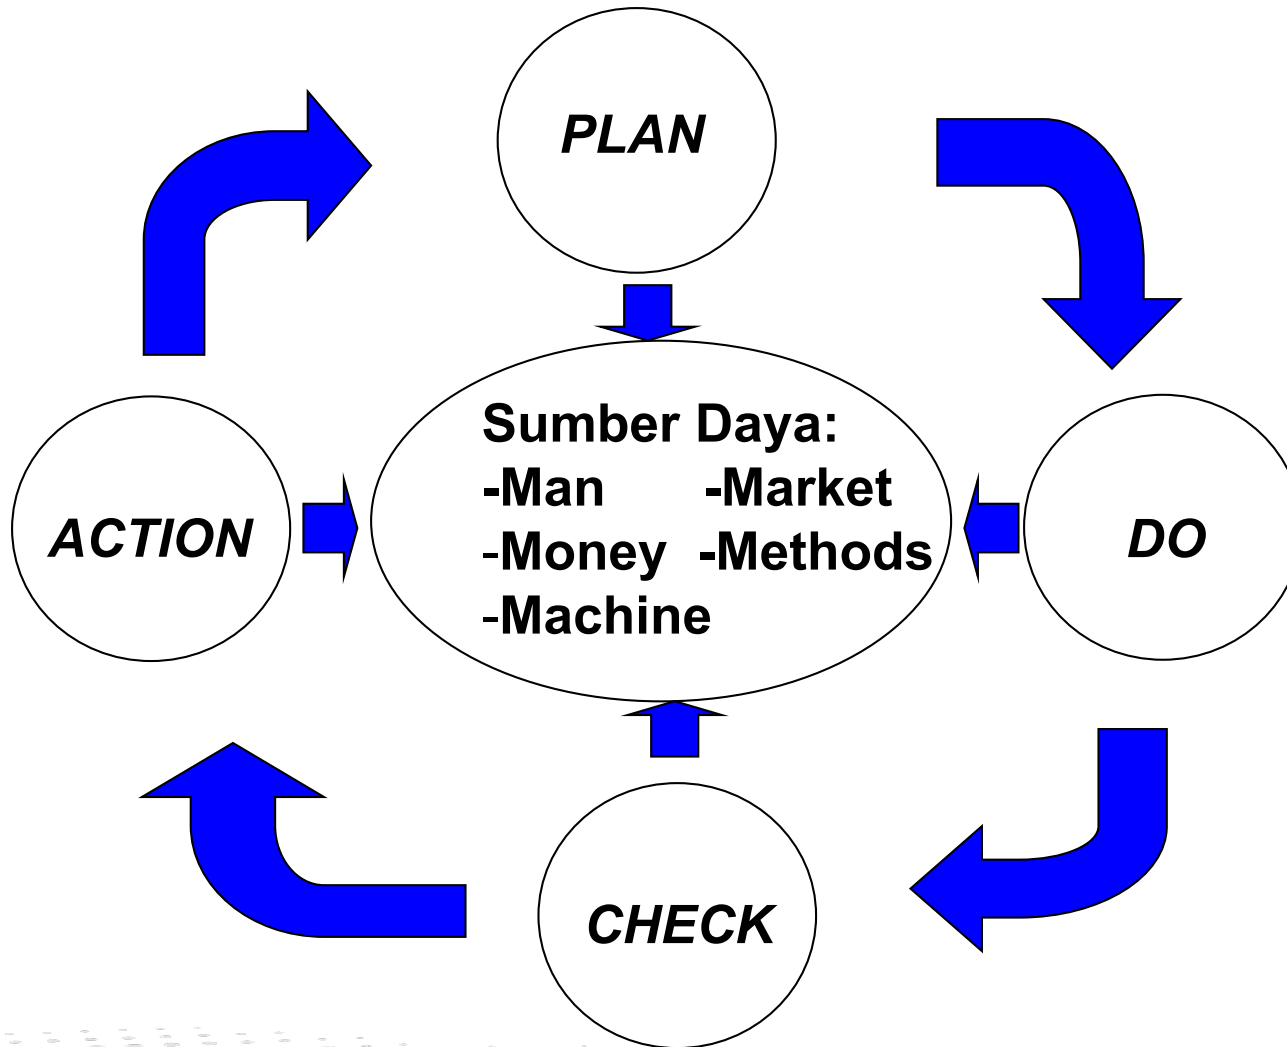 PLAN
Sumber Daya:
-Man -Market
-Money -Methods
-Machine
ACTION
DO
CHECK